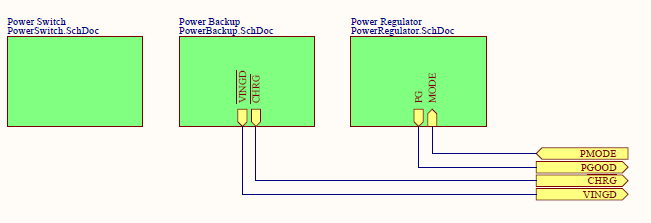 Power Switch
PowerSwitch.SchDoc
Power Backup
PowerBackup.SchDoc
VINGD
CHRG
Power Regulator
PowerRegulator.SchDoc
PG
MODE
PMODE
PGOOD
CHRG
VINGD